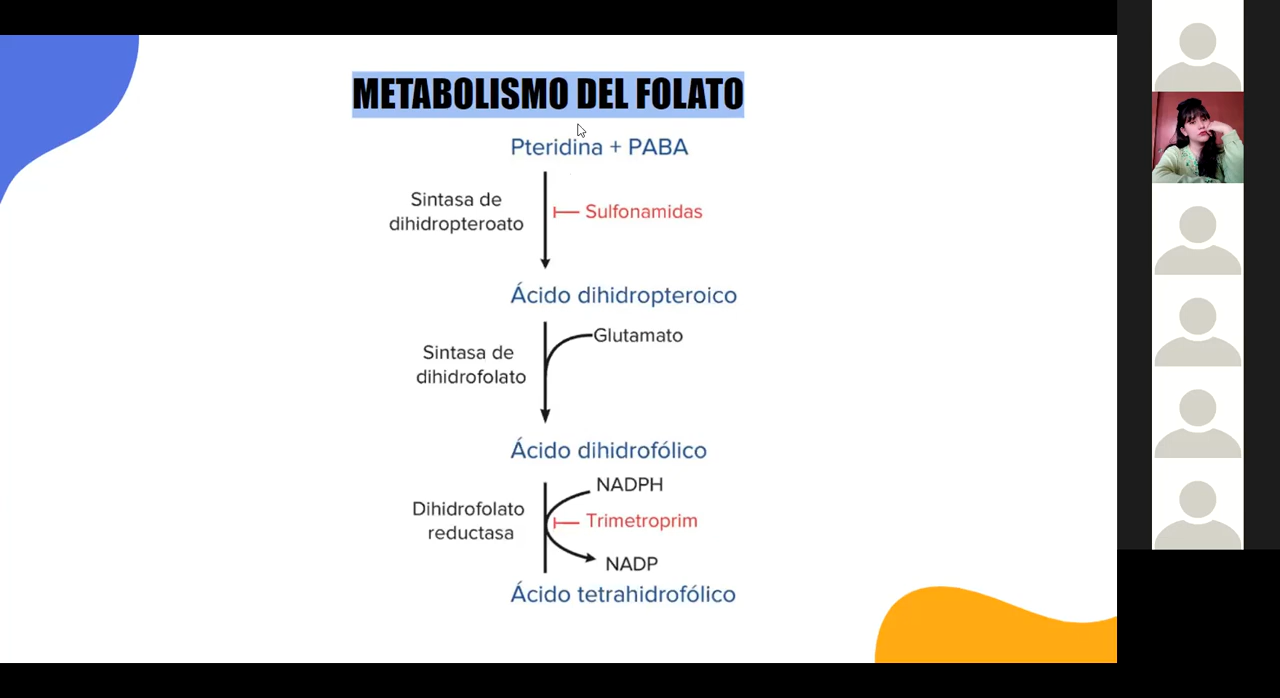 METABOLISMO DEL FOLATO
Pteridina + PABA
Sintasa de
dihidropteroato
Sulfonamidas
Ácido dihidropteroico
Glutamato
Sintasa de
dihidrofolato
Ácido dihidrofólico
NADPH
Dihidrofolato
reductasa
Trimetroprim
NADP
Ácido tetrahidrofólico